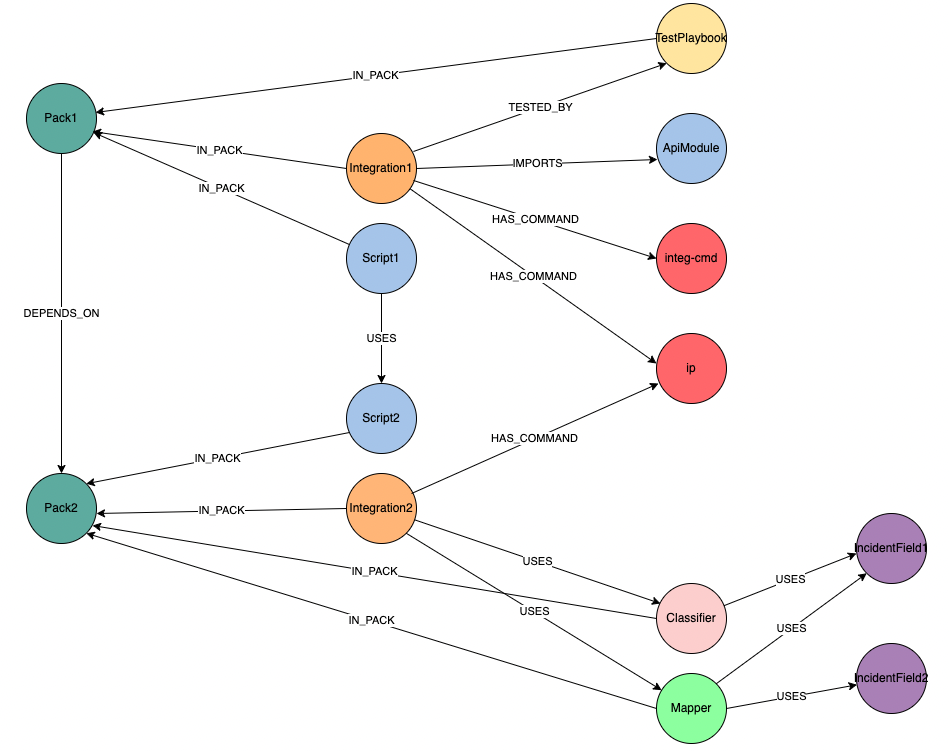 TestPlaybook
IN_PACK
TESTED_BY
Pack1
IN_PACK
Integration1
IMPORTS
ApiModule
IN_PACK
HAS_COMMAND
Script1
integ-cmd
HAS_COMMAND
DEPENDS_ON
USES
ip
Script2
HAS_COMMAND
IN_PACK
Pack2
IN_PACK
Integration2
IncidentField1
USES
IN_PACK
USES
USES
IN_PACK
Classifier
USES
IncidentField2
USES
Mapper